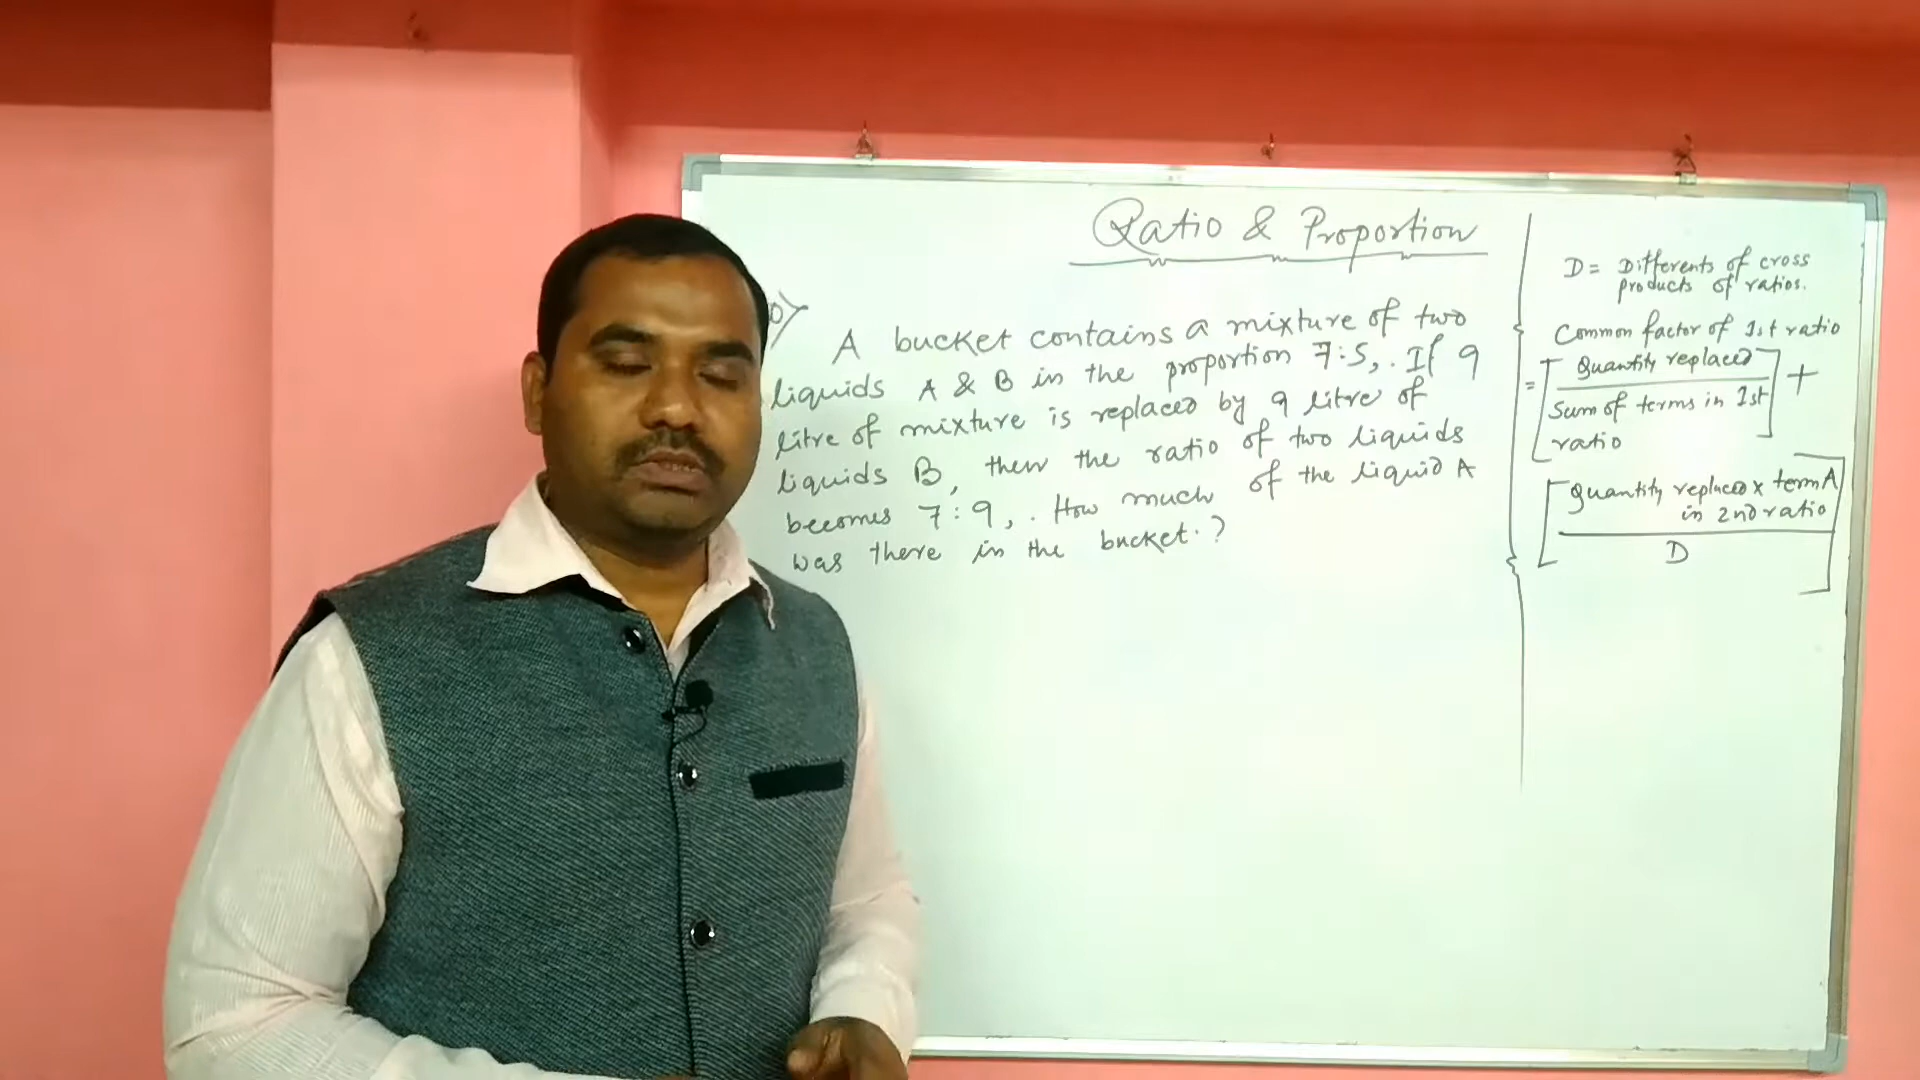 Ratio & Proportion
A bucket contains a mixture of two
liquids A & B in the proportion 7:5,. If 9
litre of mixture is replaced by 9 litre of
liquids B, then the ratio of two liquids
becomes 7:9,. How much of the liquid A
was there in the bucket.?
D = Differents of cross
products of ratios.
Common factor of 1st ratio
= [Quantity replaced
Sum of terms in 1st
ratio] +
[Quantity replaced x term A
in 2nd ratio
D]